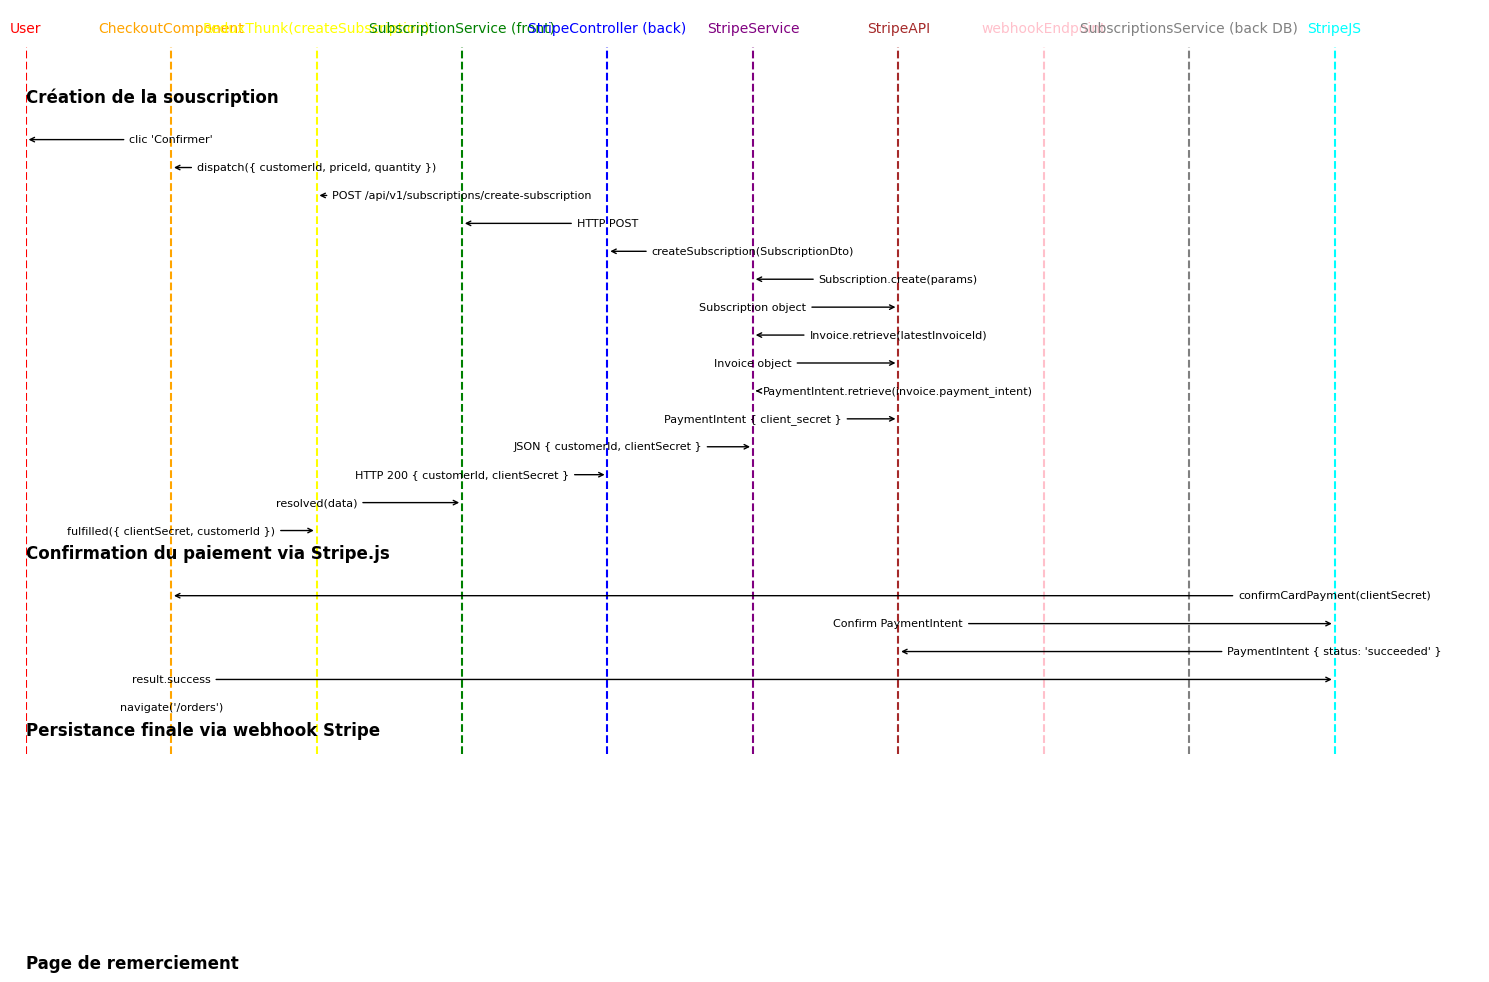 User
CheckoutComponent
SubscriptionService (front)
StripeController (back)
StripeService
StripeAPI
SubscriptionsService (back DB)
StripeJS
Création de la souscription
clic 'Confirmer'
dispatch({ customerId, priceId, quantity })
POST /api/v1/subscriptions/create-subscription
HTTP POST
createSubscription(SubscriptionDto)
Subscription.create(params)
Subscription object
Invoice.retrieve(latestInvoiceId)
Invoice object
PaymentIntent.retrieve(invoice.payment_intent)
PaymentIntent { client_secret }
JSON { customerId, clientSecret }
HTTP 200 { customerId, clientSecret }
resolved(data)
fulfilled({ clientSecret, customerId })
Confirmation du paiement via Stripe.js
confirmCardPayment(clientSecret)
Confirm PaymentIntent
PaymentIntent { status: 'succeeded' }
result.success
navigate('/orders')
Persistance finale via webhook Stripe
Page de remerciement